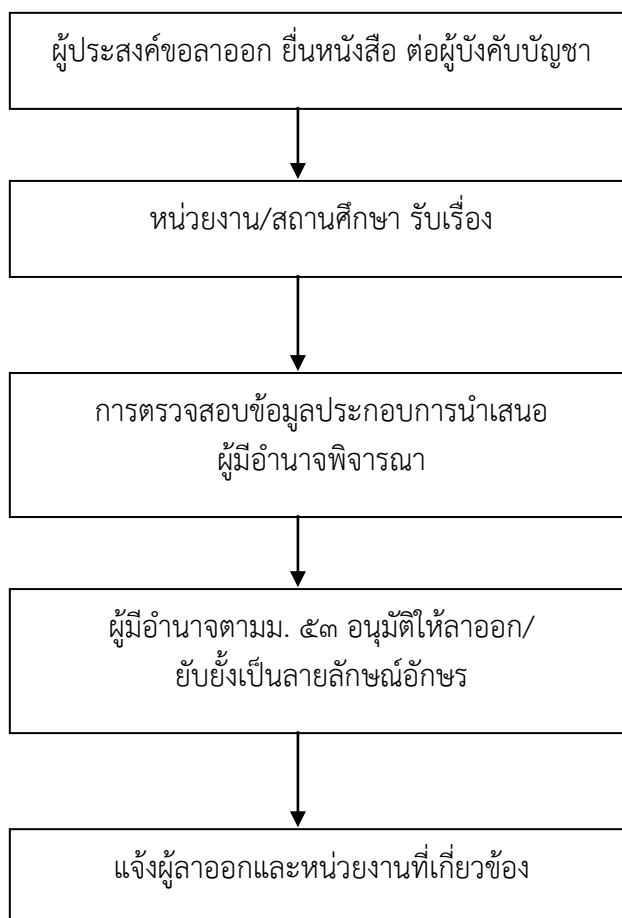 ผู้ประสงค์ขอลาออก ยื่นหนังสือ ต่อผู้บังคับบัญชา
หน่วยงาน/สถานศึกษา รับเรื่อง
การตรวจสอบข้อมูลประกอบการนำเสนอ
ผู้มีอำนาจพิจารณา
ผู้มีอำนาจตามม. ๕๓ อนุมัติให้ลาออก/
ยับยั้งเป็นลายลักษณ์อักษร
แจ้งผู้ลาออกและหน่วยงานที่เกี่ยวข้อง